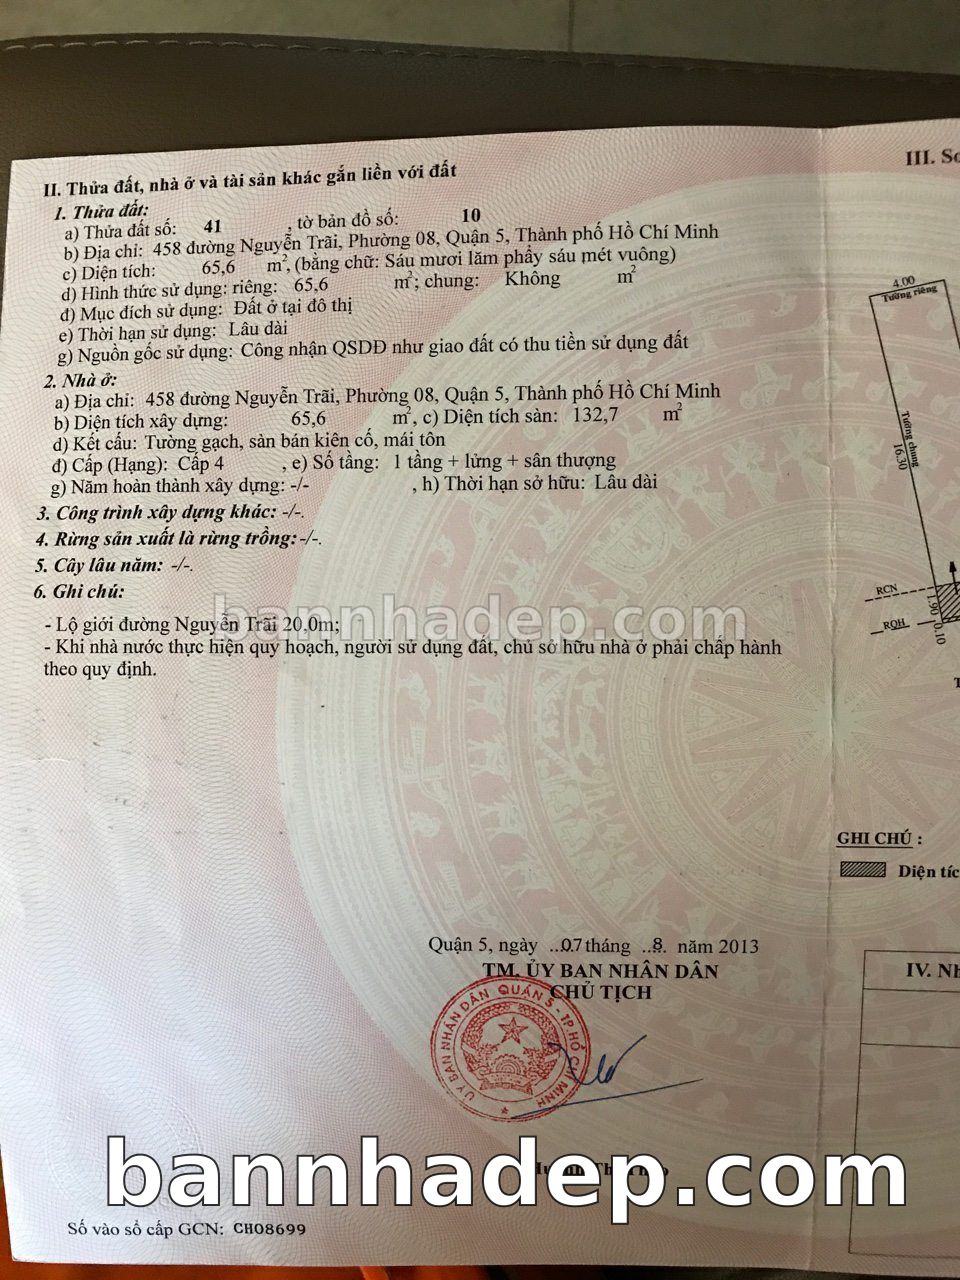 II. Thửa đất, nhà ở và tài sản khác gắn liền với đất
1. Thửa đất:
a) Thửa đất số: 41 , tờ bản đồ số: 10
b) Địa chỉ: 458 đường Nguyễn Trãi, Phường 08, Quận 5, Thành phố Hồ Chí Minh
c) Diện tích: 65,6 m², (bằng chữ: Sáu mươi lăm phẩy sáu mét vuông)
d) Hình thức sử dụng: riêng: 65,6 m²; chung: Không m²
đ) Mục đích sử dụng: Đất ở tại đô thị
e) Thời hạn sử dụng: Lâu dài
g) Nguồn gốc sử dụng: Công nhận QSDĐ như giao đất có thu tiền sử dụng đất
2. Nhà ở:
a) Địa chỉ: 458 đường Nguyễn Trãi, Phường 08, Quận 5, Thành phố Hồ Chí Minh
b) Diện tích xây dựng: 65,6 m², c) Diện tích sàn: 132,7 m²
d) Kết cấu: Tường gạch, sàn bán kiên cố, mái tôn
đ) Cấp (Hạng): Cấp 4 , e) Số tầng: 1 tầng + lửng + sân thượng
g) Năm hoàn thành xây dựng: -/- , h) Thời hạn sở hữu: Lâu dài
3. Công trình xây dựng khác: -/-.
4. Rừng sản xuất là rừng trồng: -/-.
5. Cây lâu năm: -/-.
6. Ghi chú:
- Lộ giới đường Nguyễn Trãi 20.0m;
- Khi nhà nước thực hiện quy hoạch, người sử dụng đất, chủ sở hữu nhà ở phải chấp hành
theo quy định.
bannhadep.com
Quận 5, ngày ..07 tháng ..8. năm 2013
TM. ỦY BAN NHÂN DÂN
CHỦ TỊCH
ỦY BAN NHÂN DÂN QUẬN 5 - TP. HỒ CHÍ MINH
bannhadep.com
Số vào sổ cấp GCN: CH08699
III.
4.00
Tường riêng
Tường chung
16.30
RCN
1.90
RQH
0.10
GHI CHÚ :
Diện
IV.